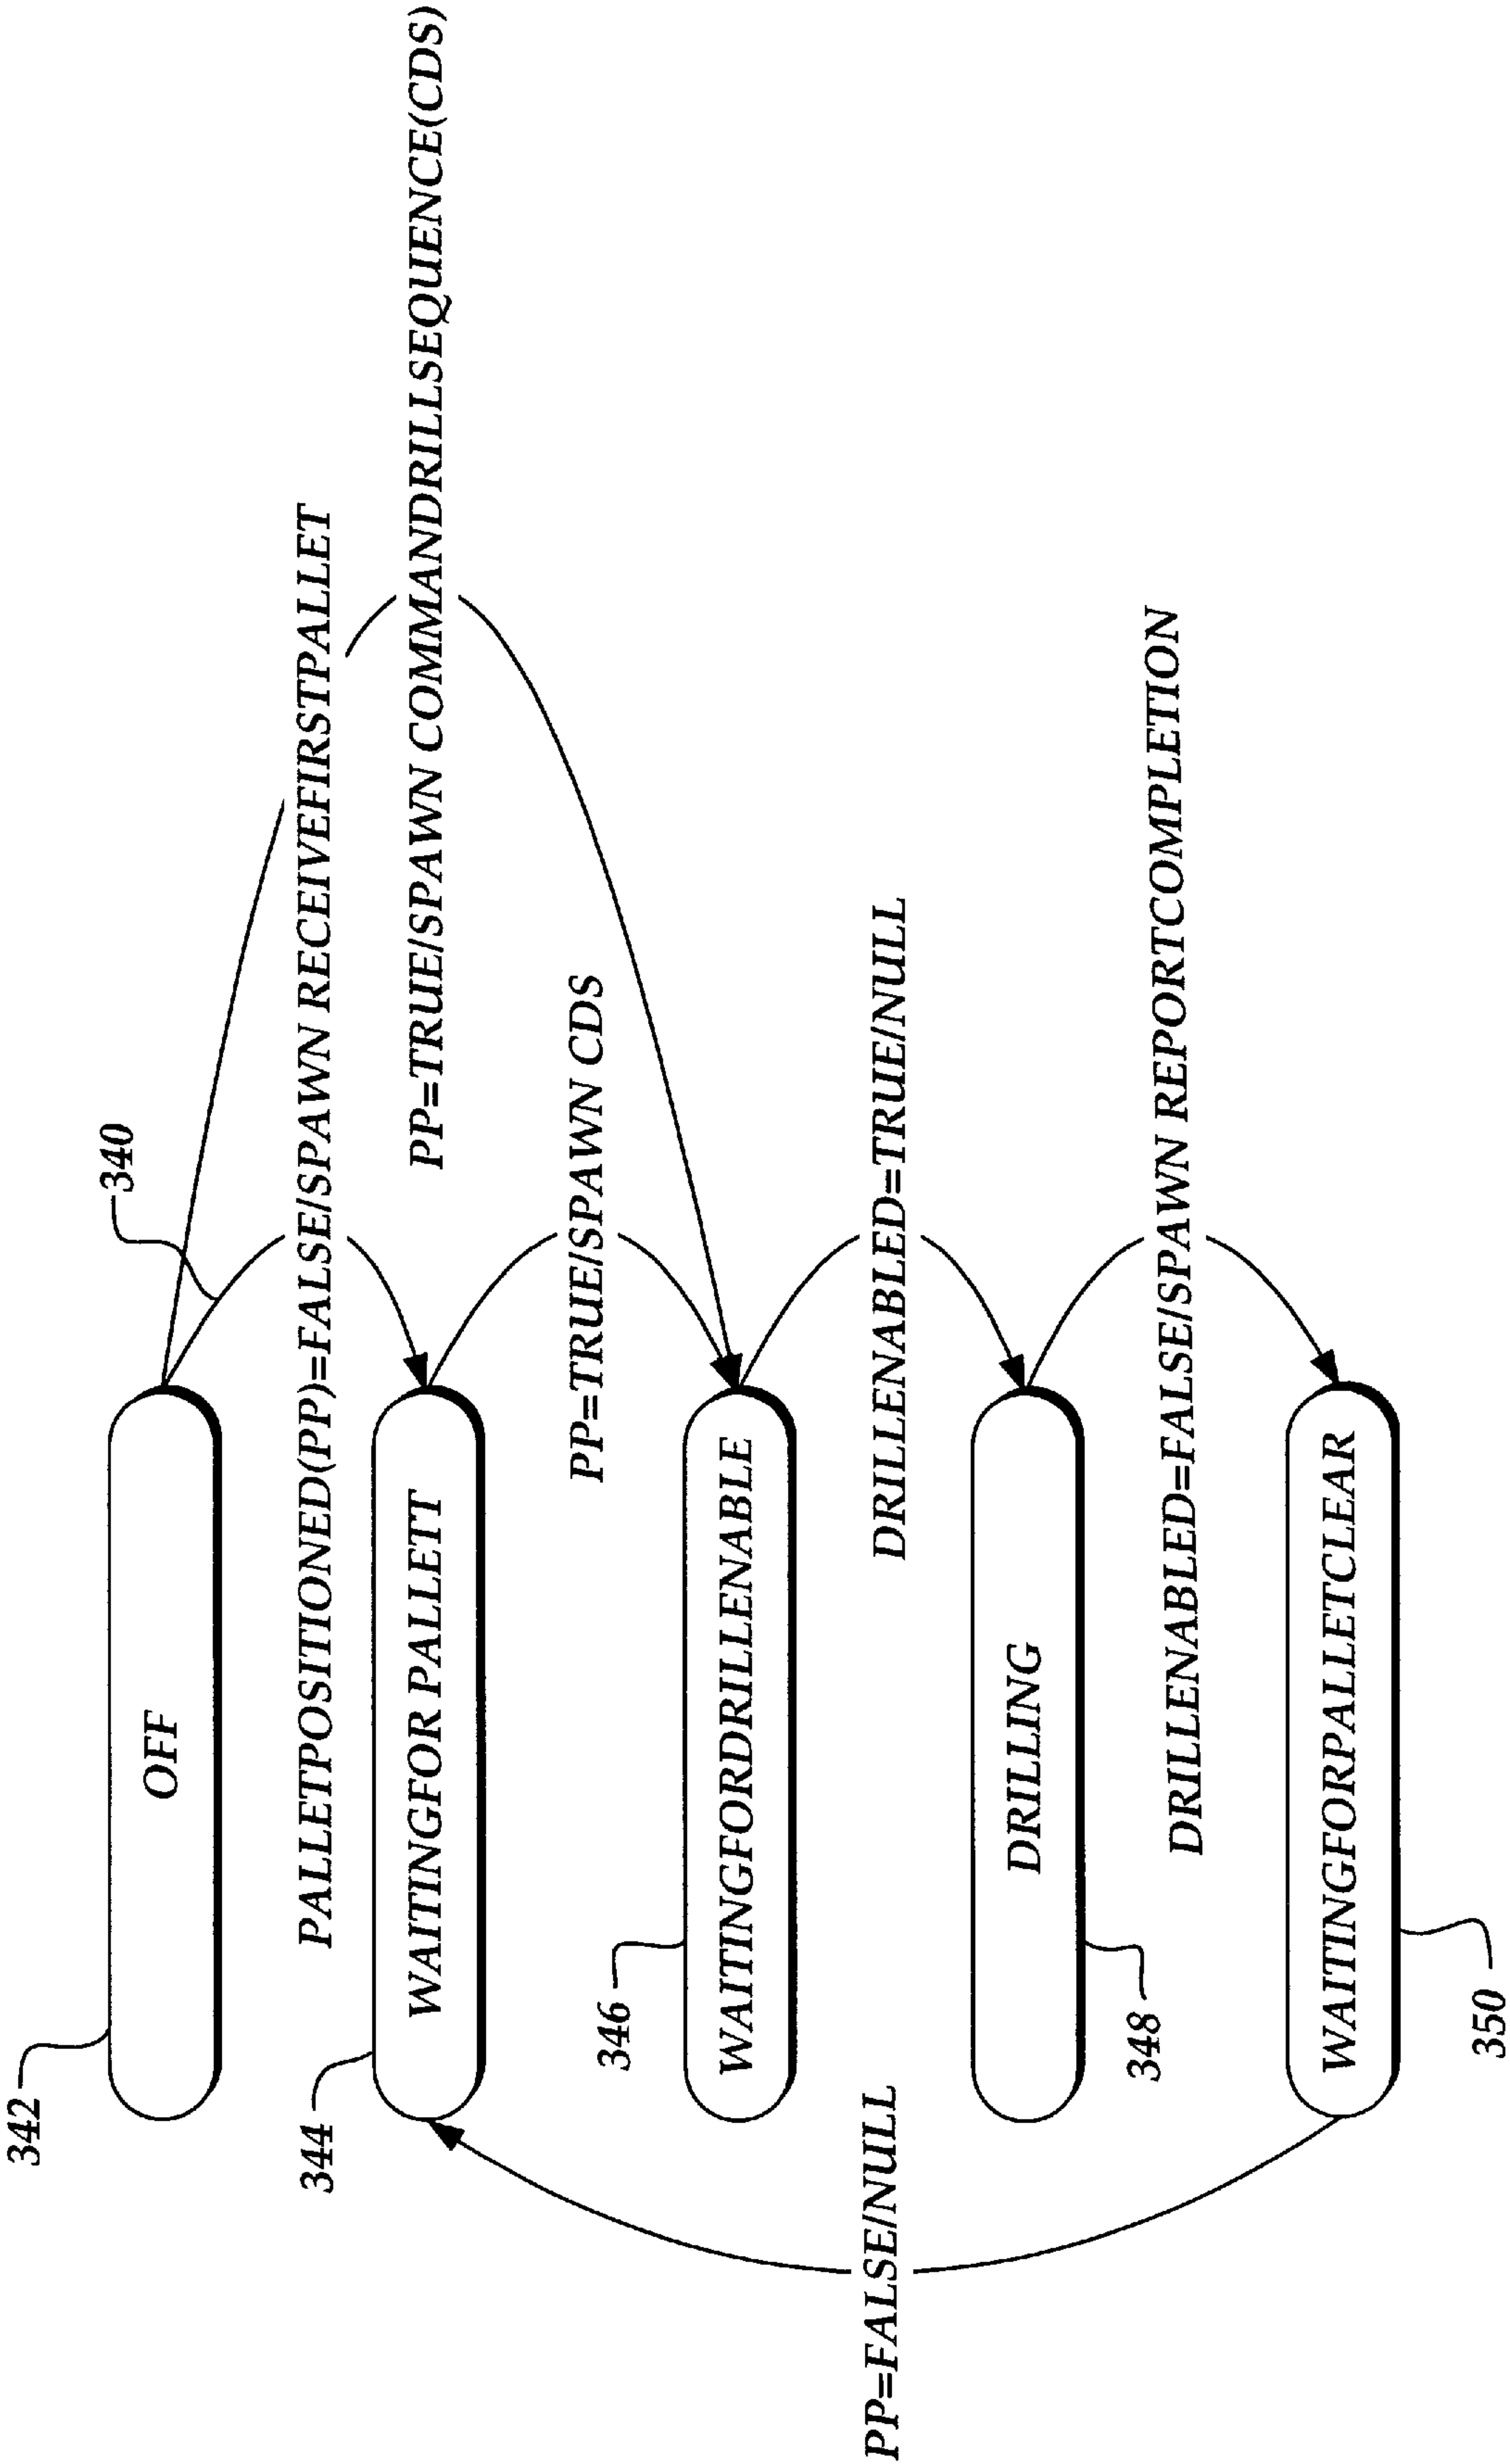 342
OFF
340
PALLETPOSITIONED(PP)=FALSE/SPAWN RECEIVEFIRSTPALLET
344
WAITINGFOR PALLETT
PP=TRUE/SPAWN COMMANDRILLSEQUENCE(CDS)
PP=TRUE/SPAWN CDS
346
WAITINGFORDRILLENABLE
PP=FALSE/NULL
DRILLENABLED=TRUE/NULL
DRILLING
348
DRILLENABLED=FALSE/SPAWN REPORTCOMPLETION
WAITINGFORPALLETCLEAR
350